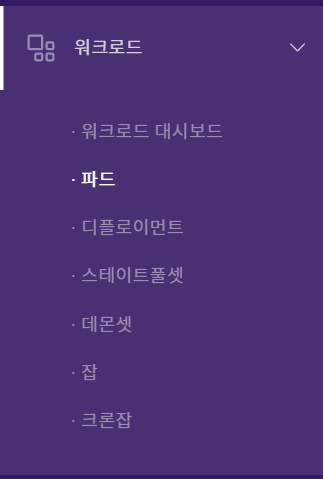 워크로드
· 워크로드 대시보드
· 파드
· 디플로이먼트
· 스테이트풀셋
· 데몬셋
· 잡
· 크론잡